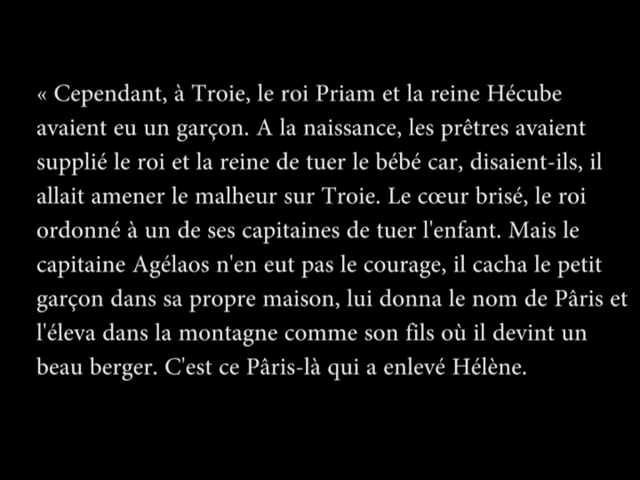 « Cependant, à Troie, le roi Priam et la reine Hécube
avaient eu un garçon. A la naissance, les prêtres avaient
supplié le roi et la reine de tuer le bébé car, disaient-ils, il
allait amener le malheur sur Troie. Le cœur brisé, le roi
ordonné à un de ses capitaines de tuer l'enfant. Mais le
capitaine Agélaos n'en eut pas le courage, il cacha le petit
garçon dans sa propre maison, lui donna le nom de Pâris et
l'éleva dans la montagne comme son fils où il devint un
beau berger. C'est ce Pâris-là qui a enlevé Hélène.